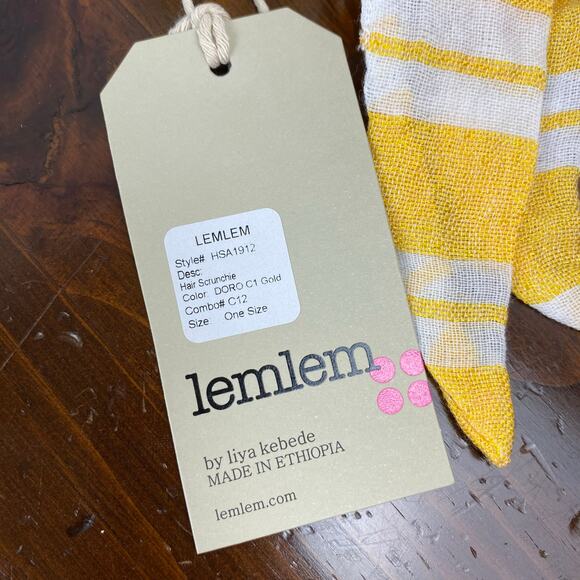 LEMLEM
Style# HSA1912
Desc:
Hair Scrunchie
Color: DORO C1 Gold
Combo# C12
Size: One Size
lemlem
by liya kebede
MADE IN ETHIOPIA
lemlem.com